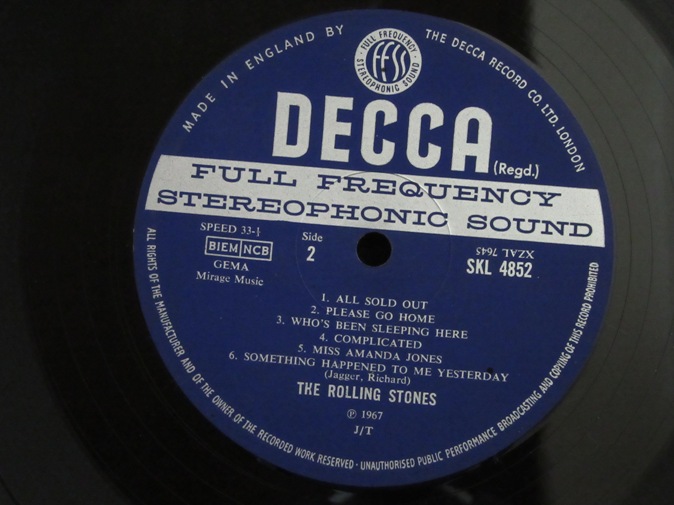 MADE IN ENGLAND BY
THE DECCA RECORD CO. LTD. LONDON
· FULL FREQUENCY ·
STEREOPHONIC SOUND
FFSS
DECCA
(Regd.)
FULL FREQUENCY
STEREOPHONIC SOUND
SPEED 33-⅓
BIEM NCB
GEMA
Mirage Music
Side
2
XZAL 7645
SKL 4852
1. ALL SOLD OUT
2. PLEASE GO HOME
3. WHO'S BEEN SLEEPING HERE
4. COMPLICATED
5. MISS AMANDA JONES
6. SOMETHING HAPPENED TO ME YESTERDAY
(Jagger, Richard)
THE ROLLING STONES
℗ 1967
J/T
ALL RIGHTS OF THE MANUFACTURER AND OF THE OWNER OF THE RECORDED WORK RESERVED · UNAUTHORISED PUBLIC PERFORMANCE BROADCASTING AND COPYING OF THIS RECORD PROHIBITED